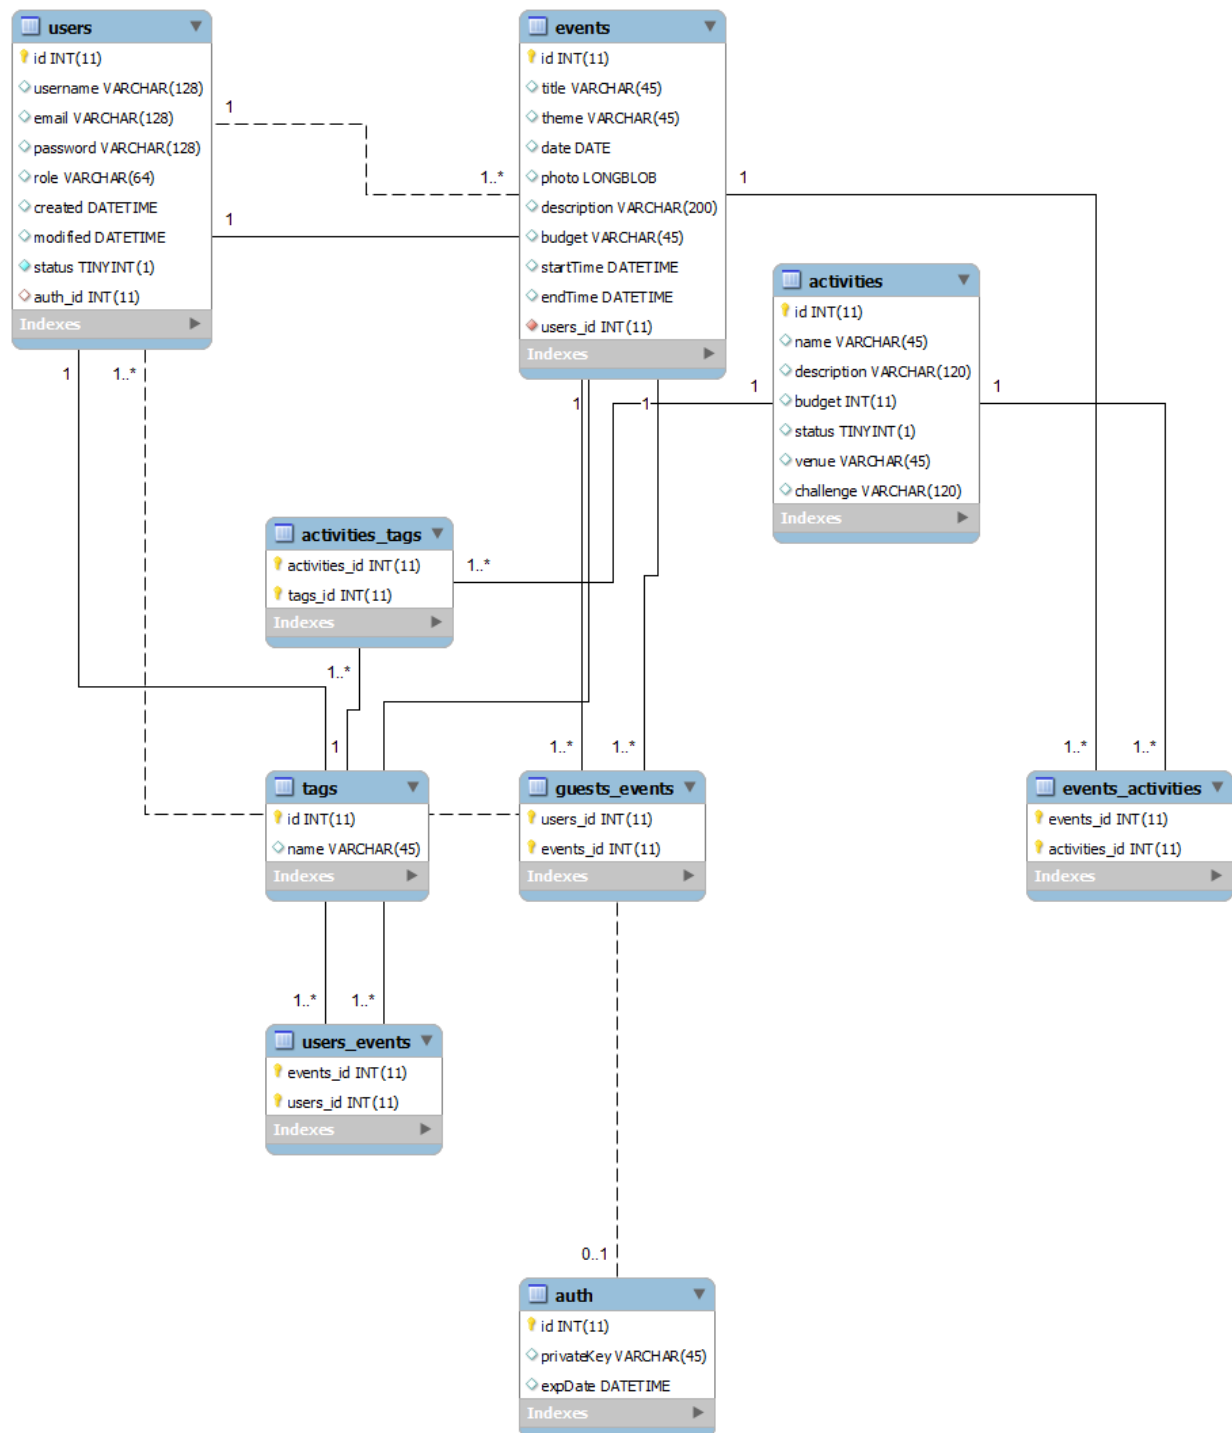 users
id INT(11)
username VARCHAR(128)
email VARCHAR(128)
password VARCHAR(128)
role VARCHAR(64)
created DATETIME
modified DATETIME
status TINYINT(1)
auth_id INT(11)
Indexes
events
id INT(11)
title VARCHAR(45)
theme VARCHAR(45)
date DATE
photo LONGBLOB
description VARCHAR(200)
budget VARCHAR(45)
startTime DATETIME
endTime DATETIME
users_id INT(11)
Indexes
1
1..*
1
1
activities
id INT(11)
name VARCHAR(45)
description VARCHAR(120)
budget INT(11)
status TINYINT(1)
venue VARCHAR(45)
challenge VARCHAR(120)
Indexes
1
1..*
1
1
1
1
activities_tags
activities_id INT(11)
tags_id INT(11)
Indexes
1..*
1..*
1
1..*
1..*
1..*
1..*
tags
id INT(11)
name VARCHAR(45)
Indexes
guests_events
users_id INT(11)
events_id INT(11)
Indexes
events_activities
events_id INT(11)
activities_id INT(11)
Indexes
1..*
1..*
users_events
events_id INT(11)
users_id INT(11)
Indexes
0..1
auth
id INT(11)
privateKey VARCHAR(45)
expDate DATETIME
Indexes